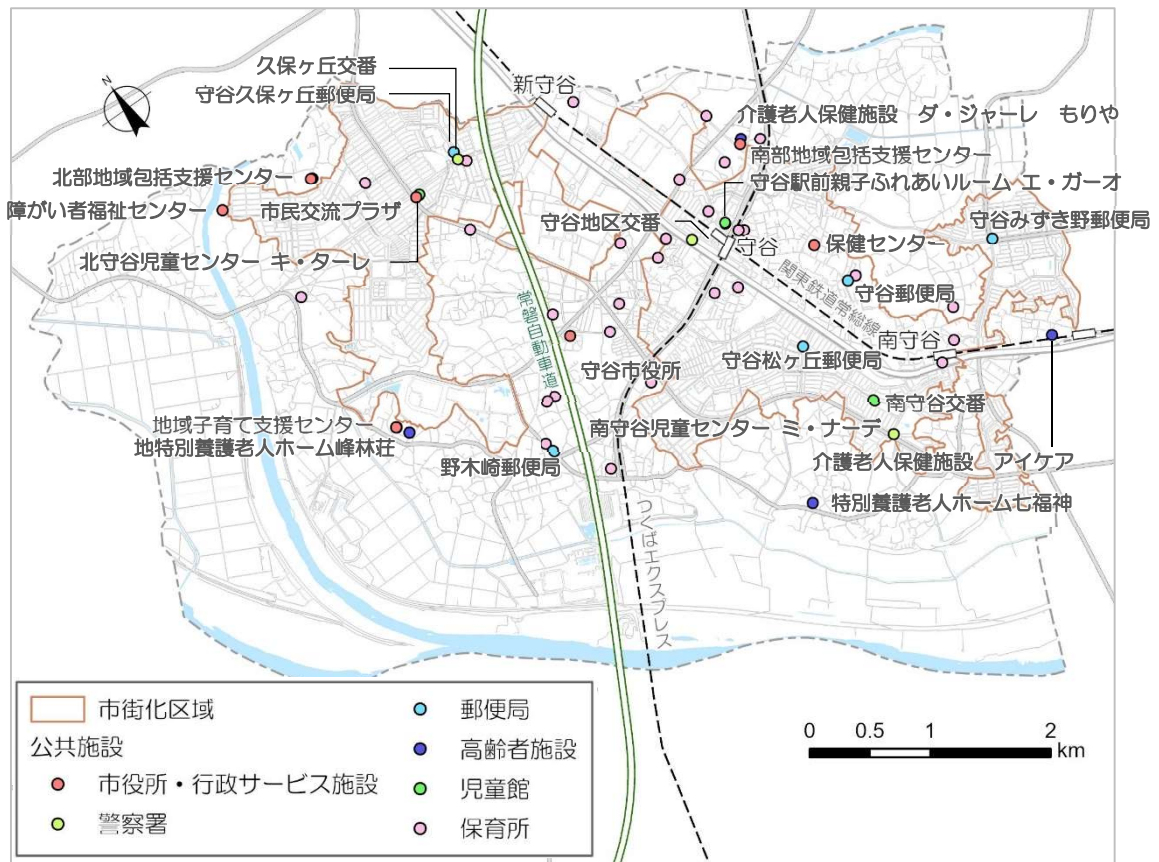 久保ヶ丘交番
守谷久保ヶ丘郵便局
新守谷
N
介護老人保健施設 ダ・ジャーレ もりや
南部地域包括支援センター
北部地域包括支援センター
守谷駅前親子ふれあいルーム エ・ガーオ
障がい者福祉センター
市民交流プラザ
守谷地区交番
守谷
守谷みずき野郵便局
保健センター
北守谷児童センター キ・ターレ
関東鉄道常総線
守谷郵便局
常磐自動車道
南守谷
守谷松ヶ丘郵便局
守谷市役所
南守谷交番
地域子育て支援センター
南守谷児童センター ミ・ナーデ
地特別養護老人ホーム峰林荘
野木崎郵便局
介護老人保健施設 アイケア
特別養護老人ホーム七福神
つくばエクスプレス
市街化区域
公共施設
市役所・行政サービス施設
警察署
郵便局
高齢者施設
児童館
保育所
0 0.5 1 2
km